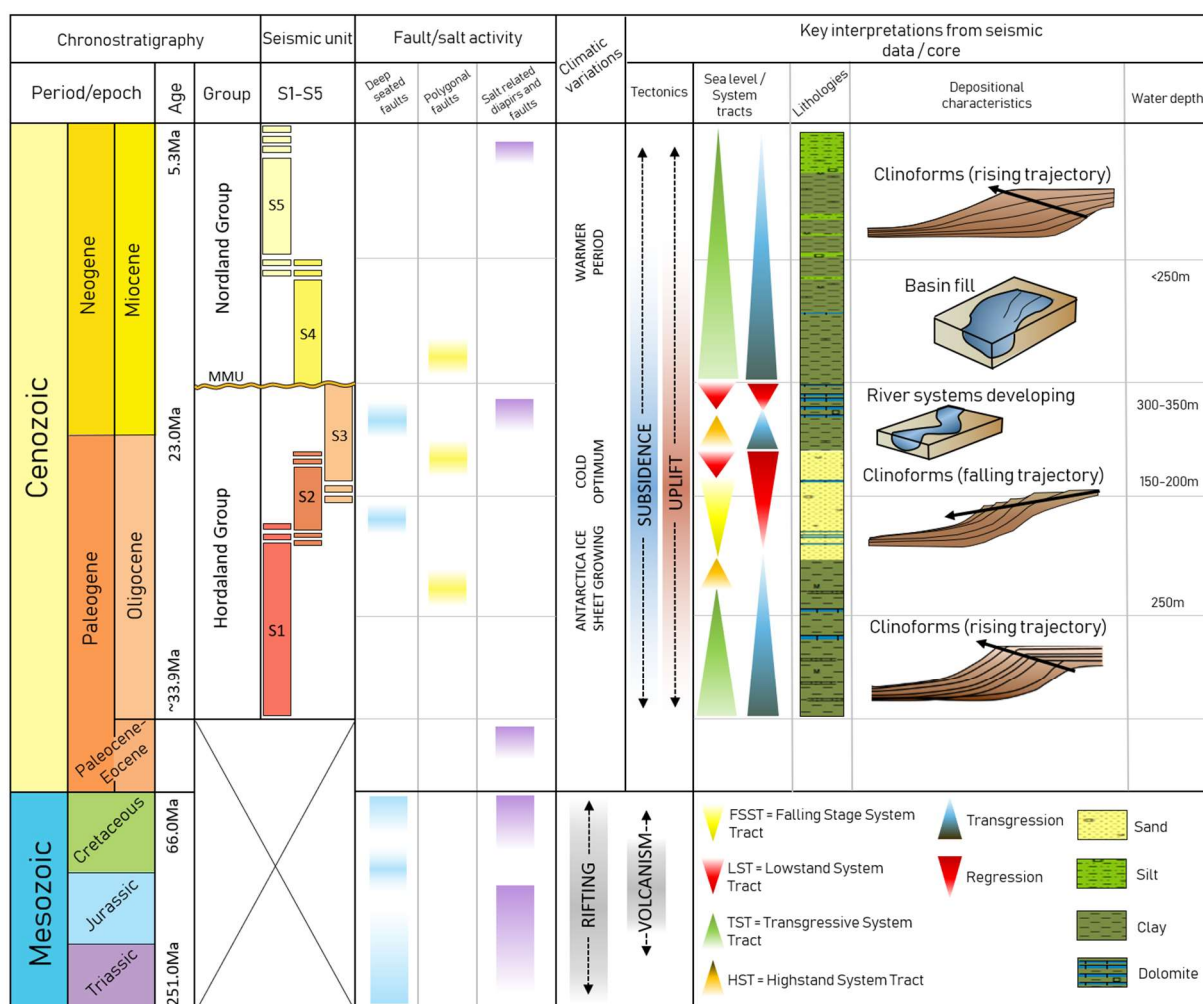 Chronostratigraphy
Seismic unit
Fault/salt activity
Climatic
variations
Key interpretations from seismic
data / core
Period/epoch
Age
Group
S1-S5
Deep
seated
faults
Polygonal
faults
Salt related
diapirs and
faults
Tectonics
Sea level /
System
tracts
Lithologies
Depositional
characteristics
Water depth
Cenozoic
Neogene
Miocene
5.3Ma
Nordland Group
S5
S4
MMU
WARMER
PERIOD
Clinoforms (rising trajectory)
<250m
Basin fill
River systems developing
300-350m
Paleogene
Oligocene
23.0Ma
Hordaland Group
S3
S2
S1
COLD
OPTIMUM
ANTARCTICA ICE
SHEET GROWING
SUBSIDENCE
UPLIFT
Clinoforms (falling trajectory)
150-200m
250m
Clinoforms (rising trajectory)
~33.9Ma
Paleocene-
Eocene
Mesozoic
Cretaceous
66.0Ma
Jurassic
Triassic
251.0Ma
RIFTING
VOLCANISM
FSST = Falling Stage System
Tract
LST = Lowstand System
Tract
TST = Transgressive System
Tract
HST = Highstand System Tract
Transgression
Regression
Sand
Silt
Clay
Dolomite